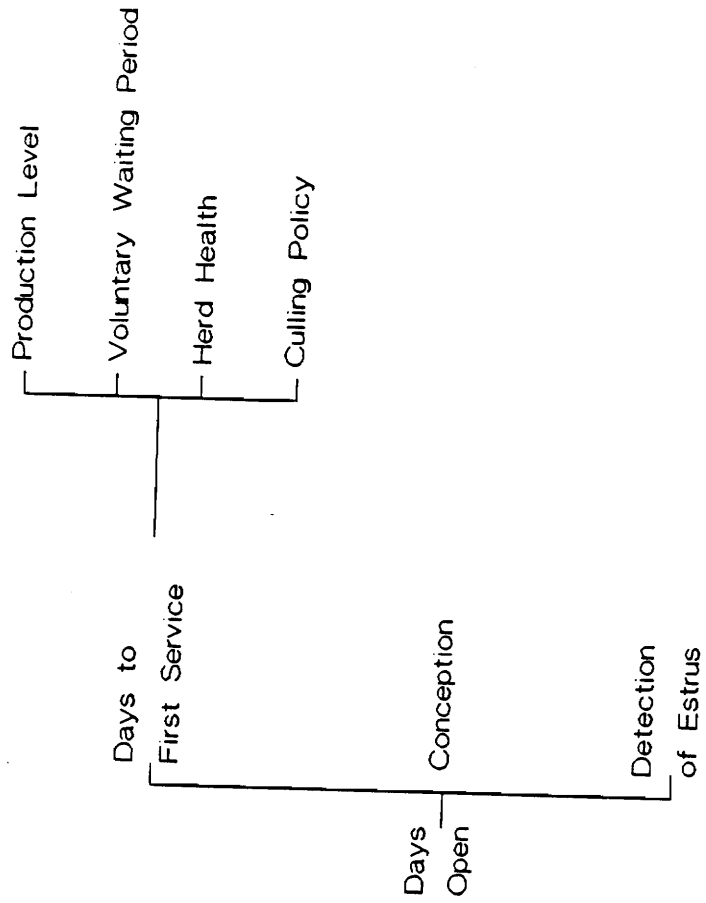 Days
Open
Days to
First Service
Conception
Detection
of Estrus
Production Level
Voluntary Waiting Period
Herd Health
Culling Policy